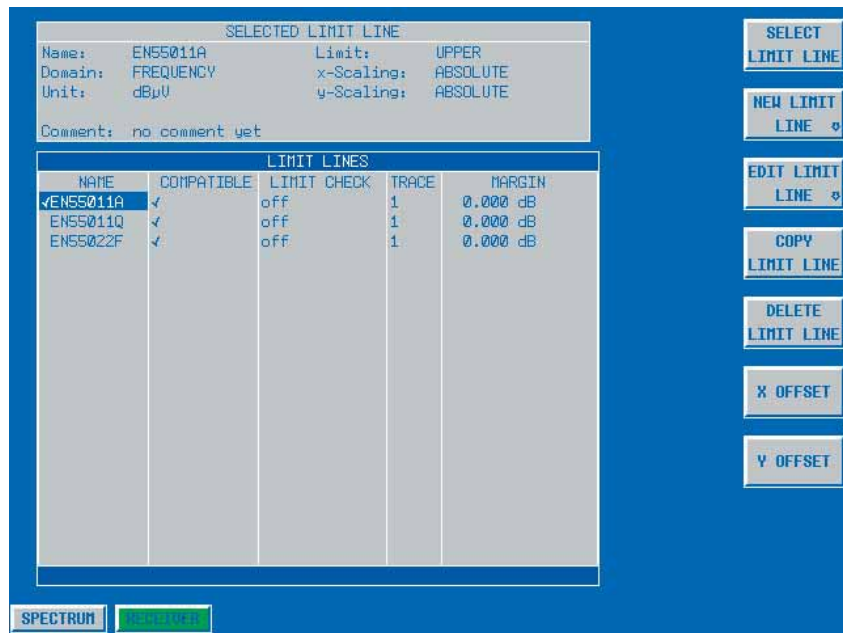 SELECTED LIMIT LINE
Name: EN55011A Limit: UPPER
Domain: FREQUENCY x-Scaling: ABSOLUTE
Unit: dBµV y-Scaling: ABSOLUTE
Comment: no comment yet
LIMIT LINES
NAME COMPATIBLE LIMIT CHECK TRACE MARGIN
√EN55011A √ off 1 0.000 dB
EN55011Q √ off 1 0.000 dB
EN55022F √ off 1 0.000 dB
SELECT
LIMIT LINE
NEW LIMIT
LINE
EDIT LIMIT
LINE
COPY
LIMIT LINE
DELETE
LIMIT LINE
X OFFSET
Y OFFSET
SPECTRUM
RECEIVER